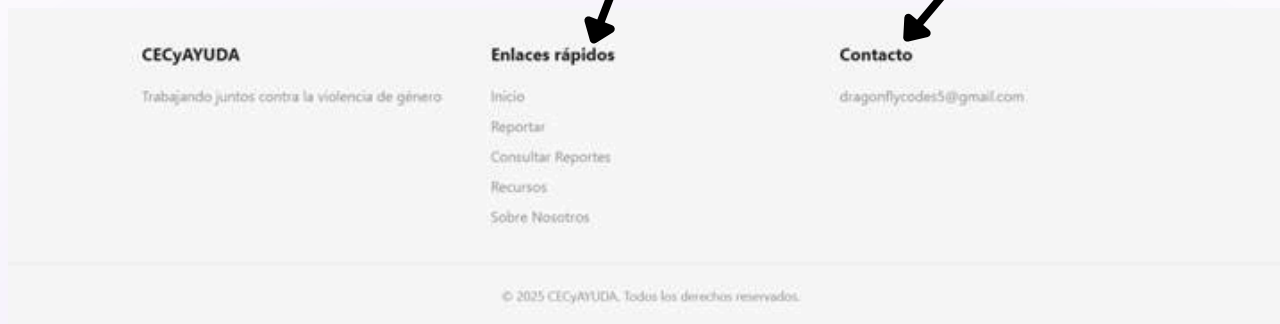 CECyAYUDA
Trabajando juntos contra la violencia de género
Enlaces rápidos
Inicio
Reportar
Consultar Reportes
Recursos
Sobre Nosotros
Contacto
dragonflycodes5@gmail.com
© 2025 CECyAYUDA. Todos los derechos reservados.